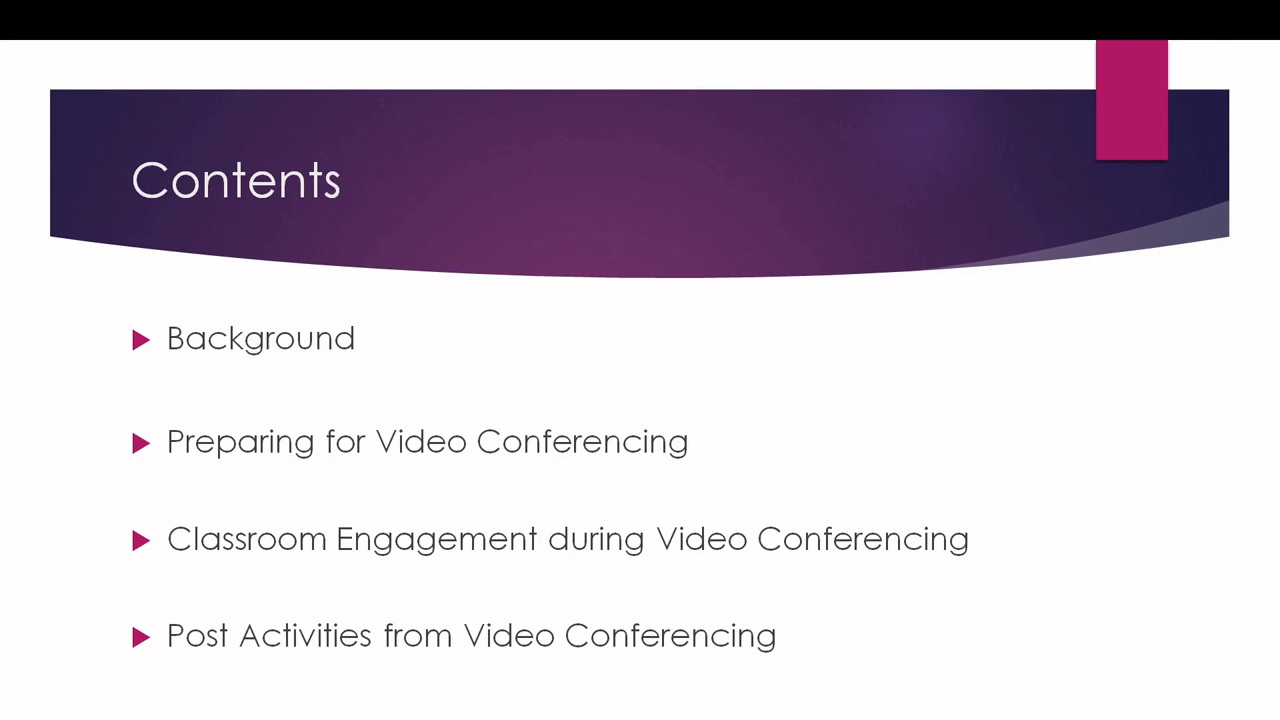 Contents
Background
Preparing for Video Conferencing
Classroom Engagement during Video Conferencing
Post Activities from Video Conferencing